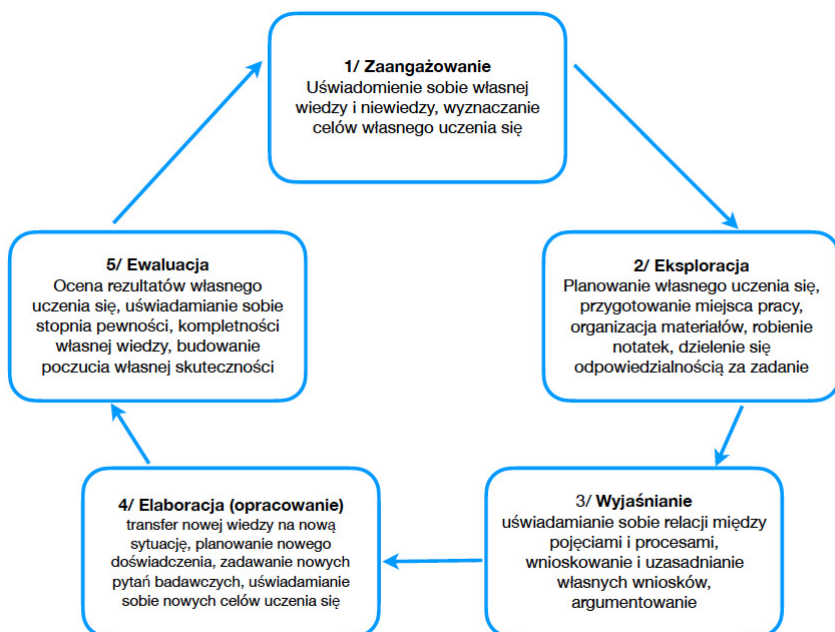 1/ Zaangażowanie
Uświadomienie sobie własnej
wiedzy i niewiedzy, wyznaczanie
celów własnego uczenia się
2/ Eksploracja
Planowanie własnego uczenia się,
przygotowanie miejsca pracy,
organizacja materiałów, robienie
notatek, dzielenie się
odpowiedzialnością za zadanie
3/ Wyjaśnianie
uświadamianie sobie relacji między
pojęciami i procesami,
wnioskowanie i uzasadnianie
własnych wniosków,
argumentowanie
4/ Elaboracja (opracowanie)
transfer nowej wiedzy na nową
sytuację, planowanie nowego
doświadczenia, zadawanie nowych
pytań badawczych, uświadamianie
sobie nowych celów uczenia się
5/ Ewaluacja
Ocena rezultatów własnego
uczenia się, uświadamianie sobie
stopnia pewności, kompletności
własnej wiedzy, budowanie
poczucia własnej skuteczności